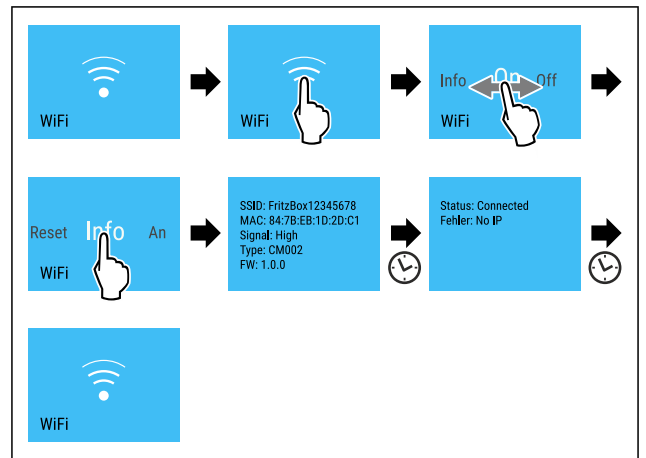 WiFi
WiFi
Info On Off
WiFi
Reset Info An
WiFi
SSID: FritzBox12345678
MAC: 84:7B:EB:1D:2D:C1
Signal: High
Type: CM002
FW: 1.0.0
Status: Connected
Fehler: No IP
WiFi